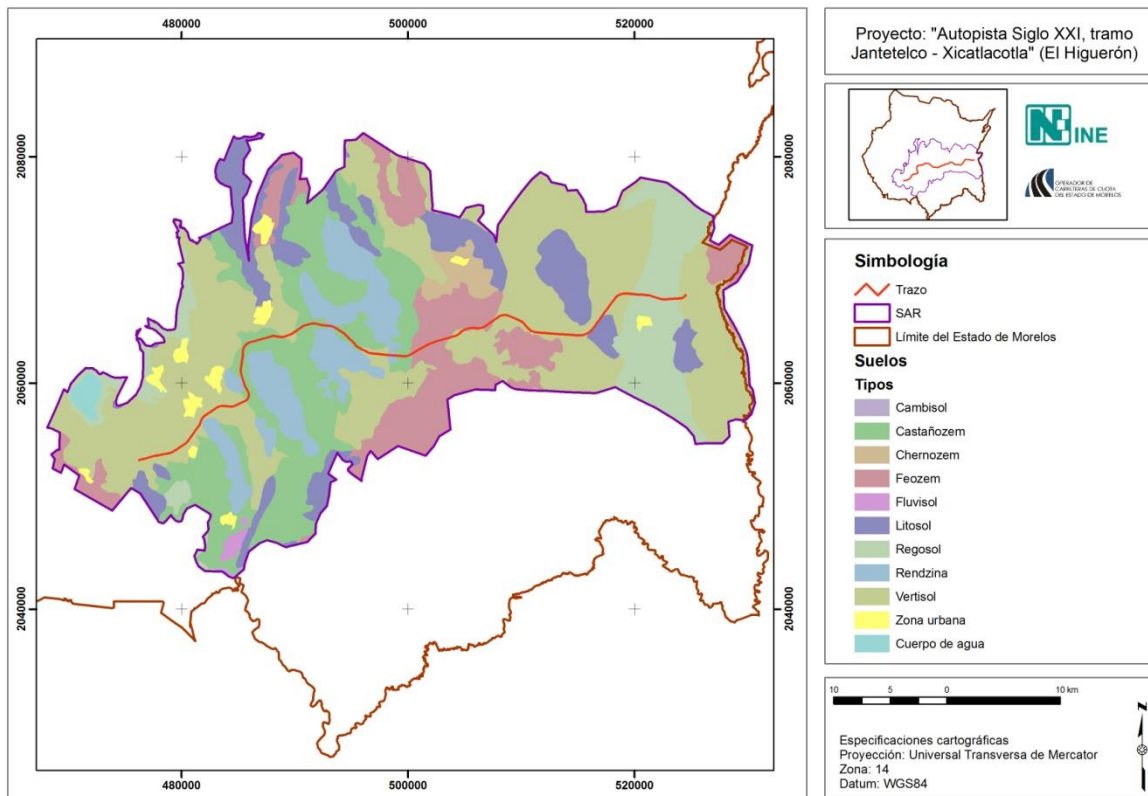 480000
500000
520000
2080000
2080000
2060000
2060000
2040000
2040000
480000
500000
520000
Proyecto: "Autopista Siglo XXI, tramo
Jantetelco - Xicatlacotla" (El Higuerón)
INE
OPERADOR DE
CARRETERAS DE CUOTA
DEL ESTADO DE MORELOS
Simbología
Trazo
SAR
Límite del Estado de Morelos
Suelos
Tipos
Cambisol
Castañozem
Chernozem
Feozem
Fluvisol
Litosol
Regosol
Rendzina
Vertisol
Zona urbana
Cuerpo de agua
10 5 0 10 km
Especificaciones cartográficas
Proyección: Universal Transversa de Mercator
Zona: 14
Datum: WGS84
N